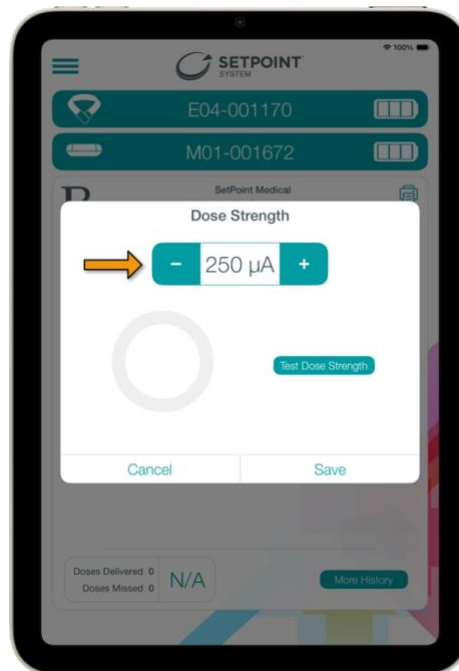 100%
SETPOINT
SYSTEM
E04-001170
M01-001672
SetPoint Medical
Dose Strength
- 250 µA +
Test Dose Strength
Cancel
Save
Doses Delivered 0
Doses Missed 0
N/A
More History